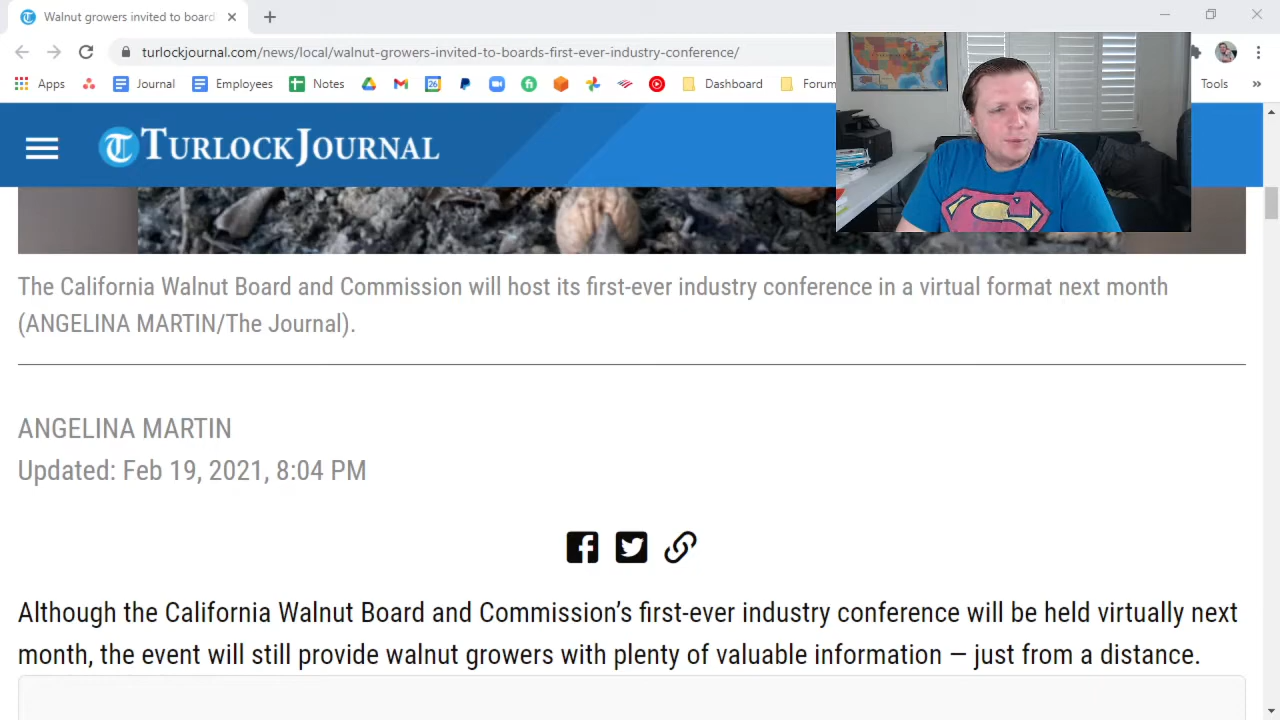 Walnut growers invited to board
turlockjournal.com/news/local/walnut-growers-invited-to-boards-first-ever-industry-conference/
Apps Journal Employees Notes 26 Dashboard Forum Tools »
TURLOCKJOURNAL
The California Walnut Board and Commission will host its first-ever industry conference in a virtual format next month
(ANGELINA MARTIN/The Journal).
ANGELINA MARTIN
Updated: Feb 19, 2021, 8:04 PM
Although the California Walnut Board and Commission’s first-ever industry conference will be held virtually next
month, the event will still provide walnut growers with plenty of valuable information — just from a distance.